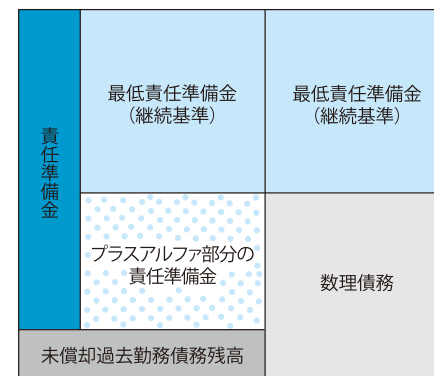 責任準備金
最低責任準備金
（継続基準）
最低責任準備金
（継続基準）
プラスアルファ部分の
責任準備金
数理債務
未償却過去勤務債務残高